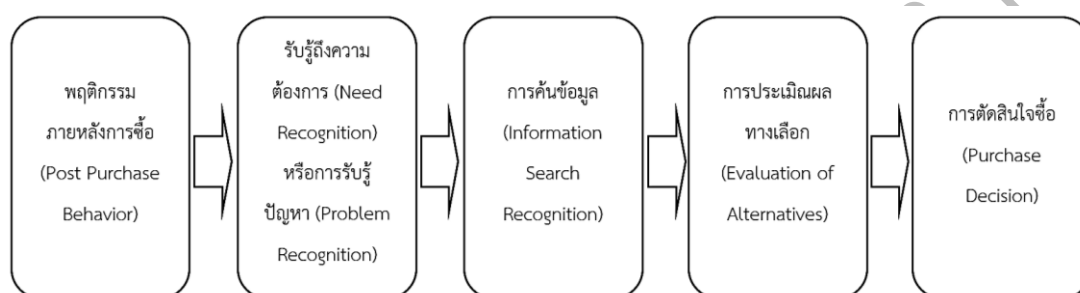 พฤติกรรม
ภายหลังการซื้อ
(Post Purchase
Behavior)
รับรู้ถึงความ
ต้องการ (Need
Recognition)
หรือการรับรู้
ปัญหา (Problem
Recognition)
การค้นข้อมูล
(Information
Search
Recognition)
การประเมิณผล
ทางเลือก
(Evaluation of
Alternatives)
การตัดสินใจซื้อ
(Purchase
Decision)